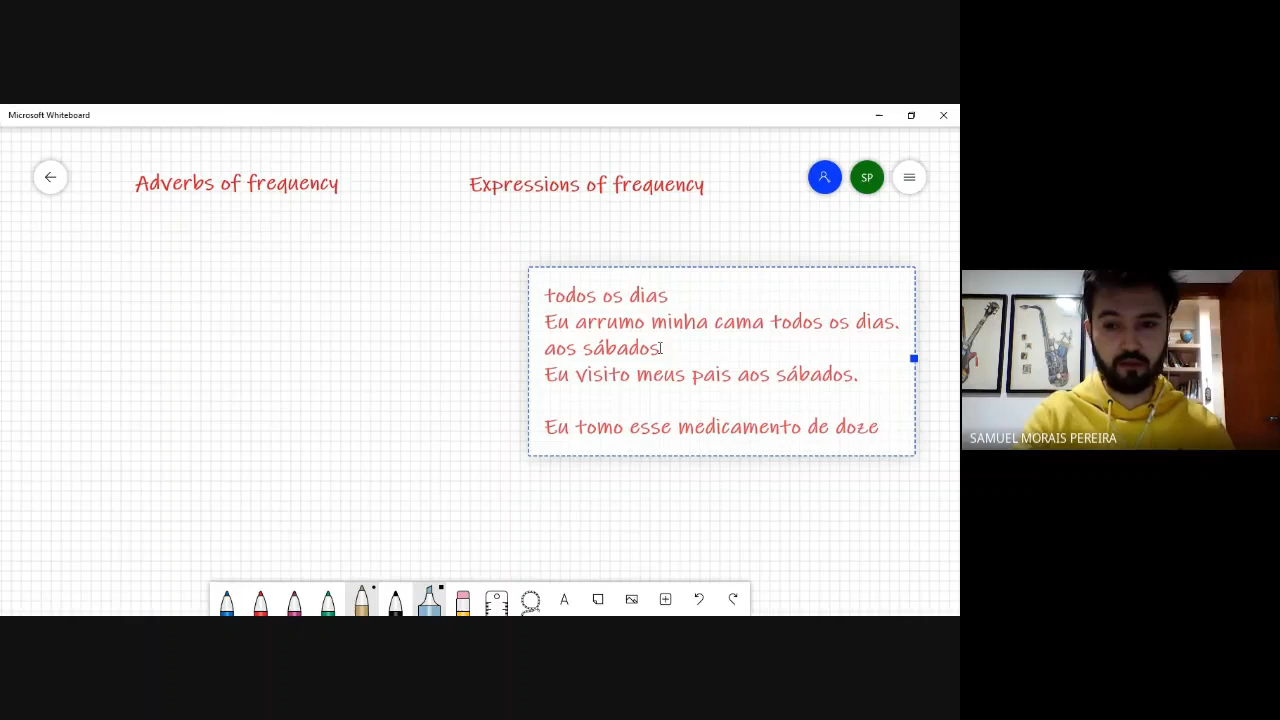 Microsoft Whiteboard
Adverbs of frequency
Expressions of frequency
SP
todos os dias
Eu arrumo minha cama todos os dias.
aos sábados
Eu visito meus pais aos sábados.
Eu tomo esse medicamento de doze
A
SAMUEL MORAIS PEREIRA